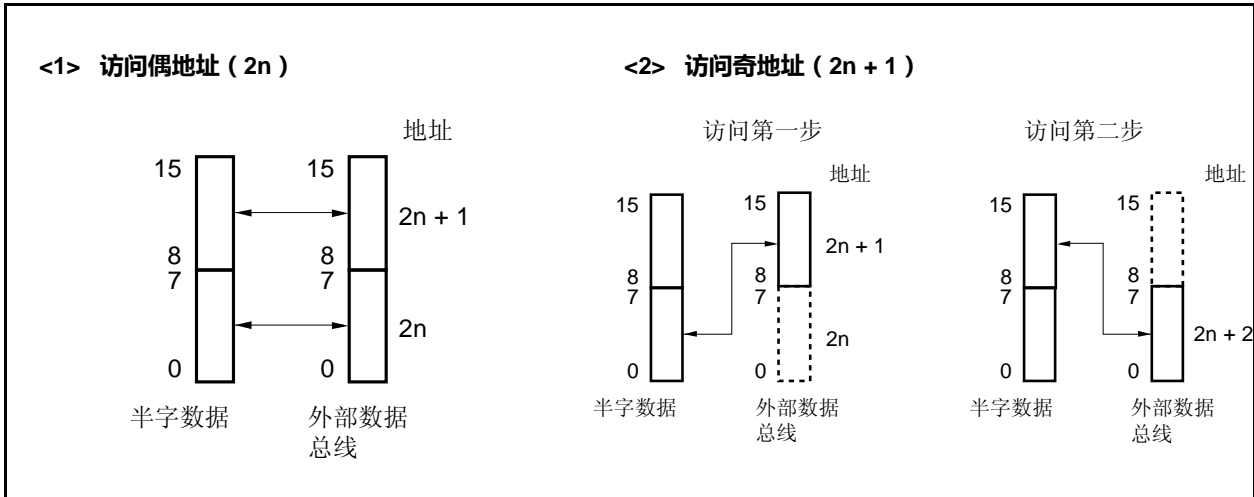 <1> 访问偶地址（2n）
地址
15
15
2n + 1
8
8
7
7
2n
0
0
半字数据
外部数据
总线
<2> 访问奇地址（2n + 1）
访问第一步
地址
15
15
2n + 1
8
8
7
7
2n
0
0
半字数据
外部数据
总线
访问第二步
地址
15
15
8
8
7
7
2n + 2
0
0
半字数据
外部数据
总线